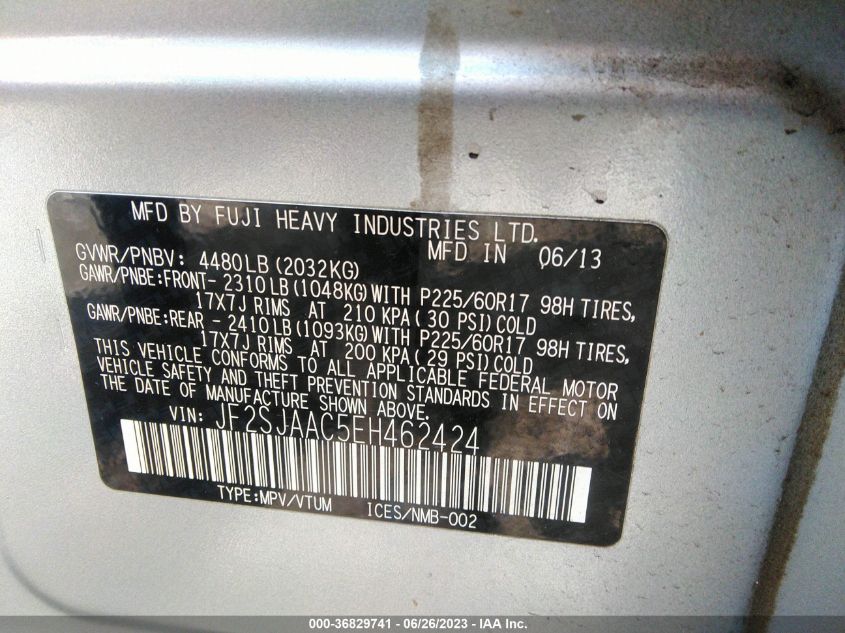 MFD BY FUJI HEAVY INDUSTRIES LTD.
MFD IN 06/13
GVWR/PNBV: 4480LB(2032KG)
GAWR/PNBE:FRONT- 2310LB(1048KG)WITH P225/60R17 98H TIRES,
17X7J RIMS AT 210 KPA(30 PSI)COLD
GAWR/PNBE:REAR - 2410LB(1093KG)WITH P225/60R17 98H TIRES,
17X7J RIMS AT 200 KPA(29 PSI)COLD
THIS VEHICLE CONFORMS TO ALL APPLICABLE FEDERAL MOTOR
VEHICLE SAFETY AND THEFT PREVENTION STANDARDS IN EFFECT ON
THE DATE OF MANUFACTURE SHOWN ABOVE.
VIN: JF2SJAAC5EH462424
TYPE:MPV/VTUM ICES/NMB-002
000-36829741 - 06/26/2023 - IAA Inc.